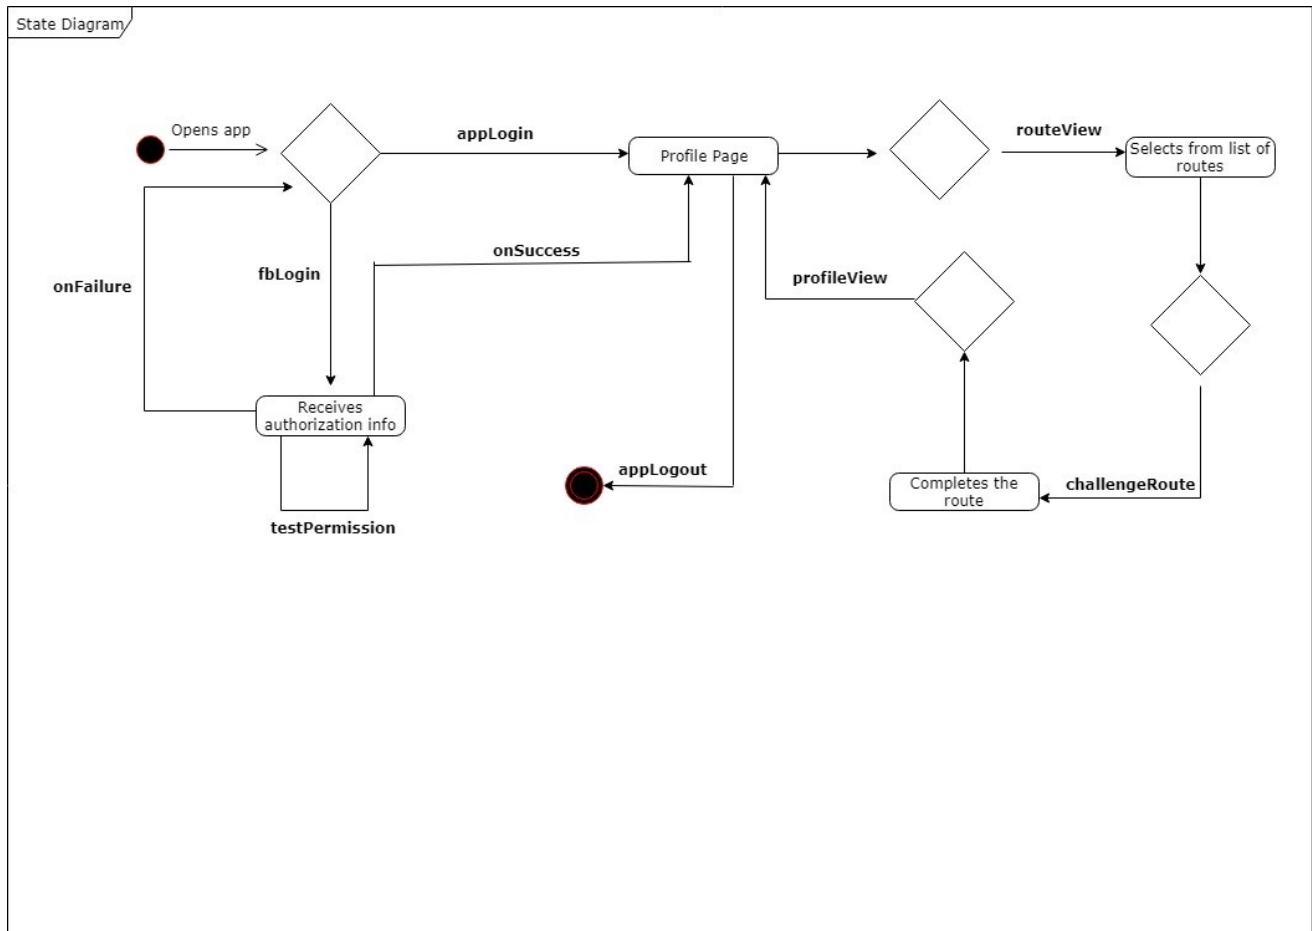 State Diagram
Opens app
appLogin
Profile Page
routeView
Selects from list of
routes
onFailure
fbLogin
onSuccess
profileView
Receives
authorization info
testPermission
appLogout
Completes the
route
challengeRoute